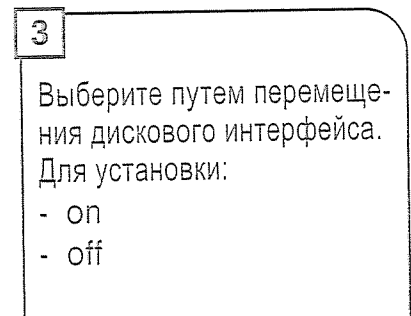 3
Выберите путем перемеще-
ния дискового интерфейса.
Для установки:
- on
- off